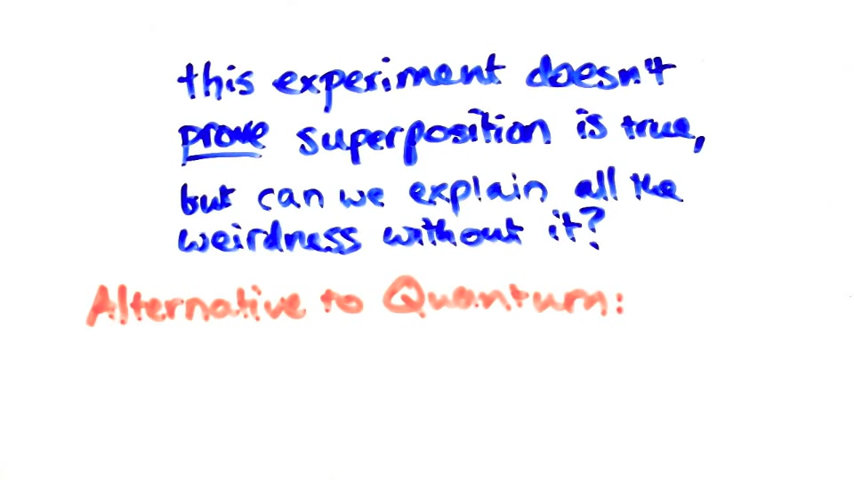 this experiment doesn't
prove superposition is true,
but can we explain all the
weirdness without it?
Alternative to Quantum: